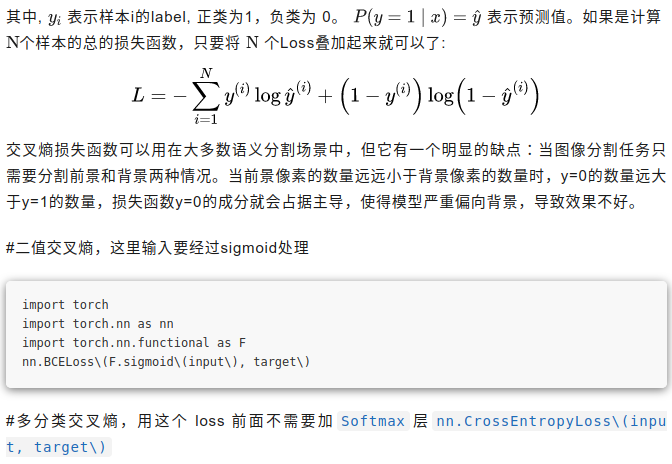 其中, yᵢ 表示样本i的label, 正类为1，负类为 0。 P(y = 1 | x) = ŷ 表示预测值。如果是计算
N个样本的总的损失函数，只要将 N 个Loss叠加起来就可以了:
L = − ∑_{i=1}^{N} y^{(i)} log ŷ^{(i)} + (1 − y^{(i)}) log(1 − ŷ^{(i)})
交叉熵损失函数可以用在大多数语义分割场景中，但它有一个明显的缺点：当图像分割任务只
需要分割前景和背景两种情况。当前景像素的数量远远小于背景像素的数量时，y=0的数量远大
于y=1的数量，损失函数y=0的成分就会占据主导，使得模型严重偏向背景，导致效果不好。
#二值交叉熵，这里输入要经过sigmoid处理
import torch
import torch.nn as nn
import torch.nn.functional as F
nn.BCELoss\(F.sigmoid\(input\), target\)
#多分类交叉熵，用这个 loss 前面不需要加 Softmax 层 nn.CrossEntropyLoss\(inpu
t, target\)